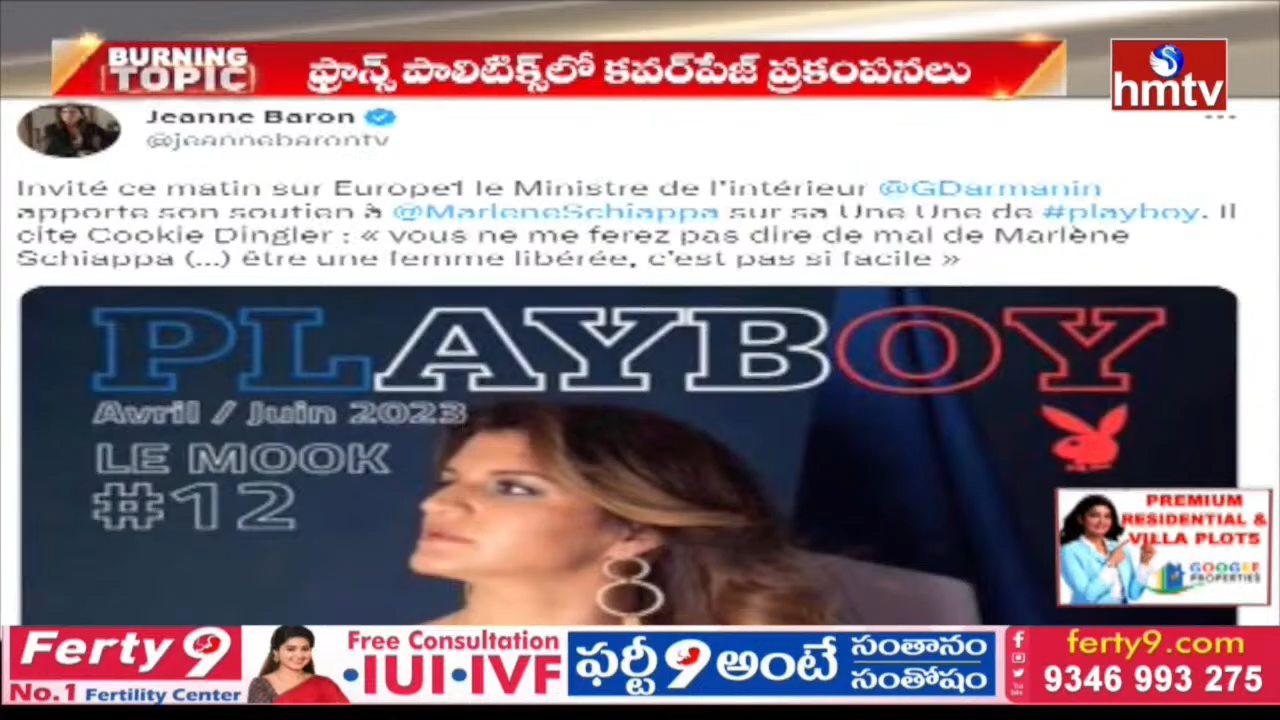 BURNING
TOPIC
ఫ్రాన్స్ పాలిటిక్స్‌లో కవర్‌పేజ్ ప్రకంపనలు
hmtv
Jeanne Baron
@jeannebarontv
Invité ce matin sur Europe1 le Ministre de l'intérieur @GDarmanin
apporte son soutien à @MarleneSchiappa sur sa Une Une de #playboy. Il
cite Cookie Dingler : « vous ne me ferez pas dire de mal de Marlène
Schiappa (...) être une femme libérée, c'est pas si facile »
PLAYBOY
Avril / Juin 2023
LE MOOK
#12
PREMIUM
RESIDENTIAL &
VILLA PLOTS
GOOGEE
PROPERTIES
Ferty9
No.1 Fertility Center
Free Consultation
•IUI•IVF
ఫర్టీ9 అంటే
సంతానం
సంతోషం
ferty9.com
9346 993 275